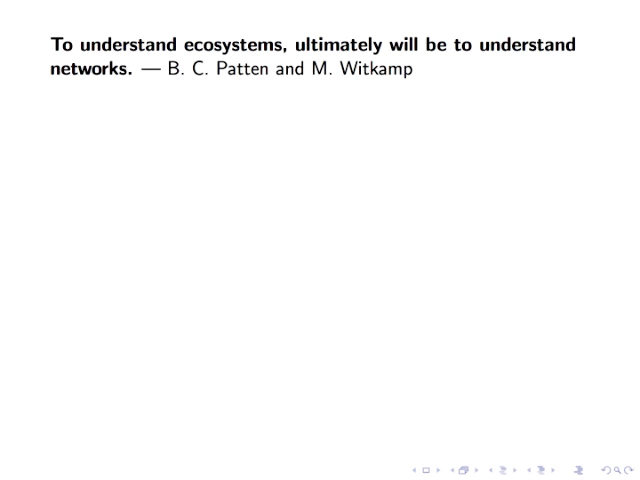 To understand ecosystems, ultimately will be to understand
networks. — B. C. Patten and M. Witkamp